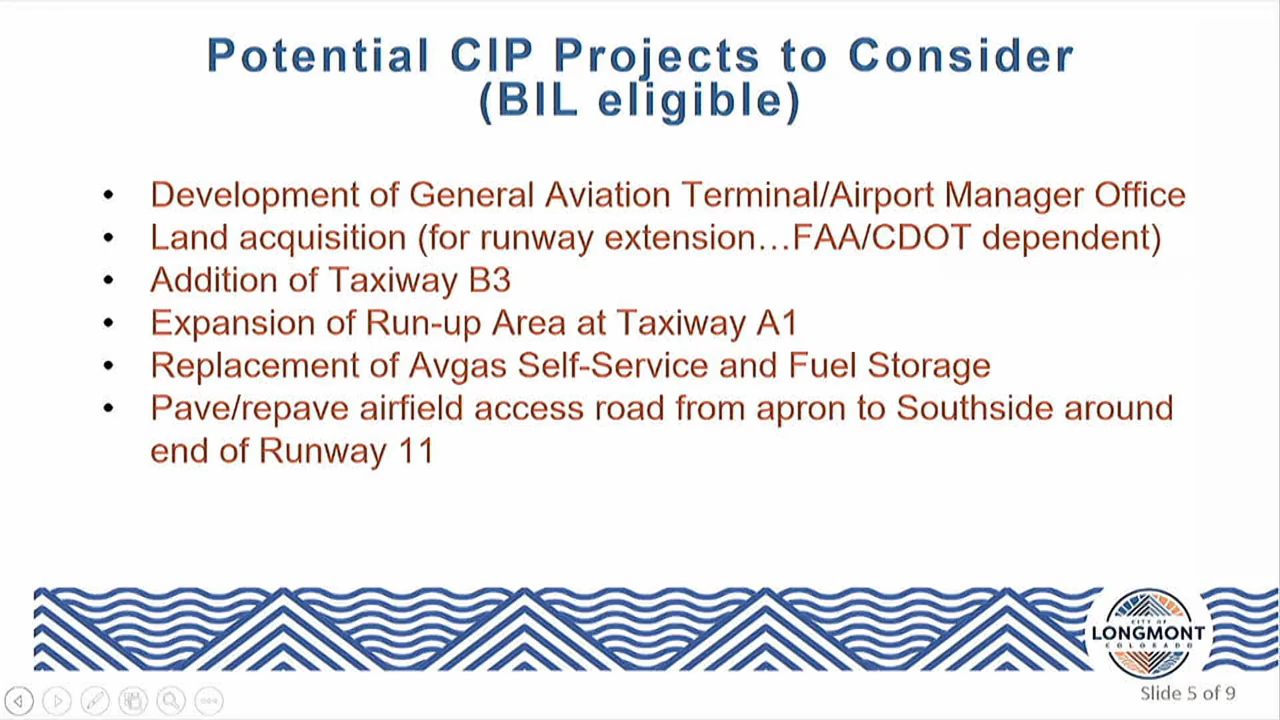 Potential CIP Projects to Consider
(BIL eligible)
• Development of General Aviation Terminal/Airport Manager Office
• Land acquisition (for runway extension…FAA/CDOT dependent)
• Addition of Taxiway B3
• Expansion of Run-up Area at Taxiway A1
• Replacement of Avgas Self-Service and Fuel Storage
• Pave/repave airfield access road from apron to Southside around
end of Runway 11
CITY OF
LONGMONT
COLORADO
Slide 5 of 9